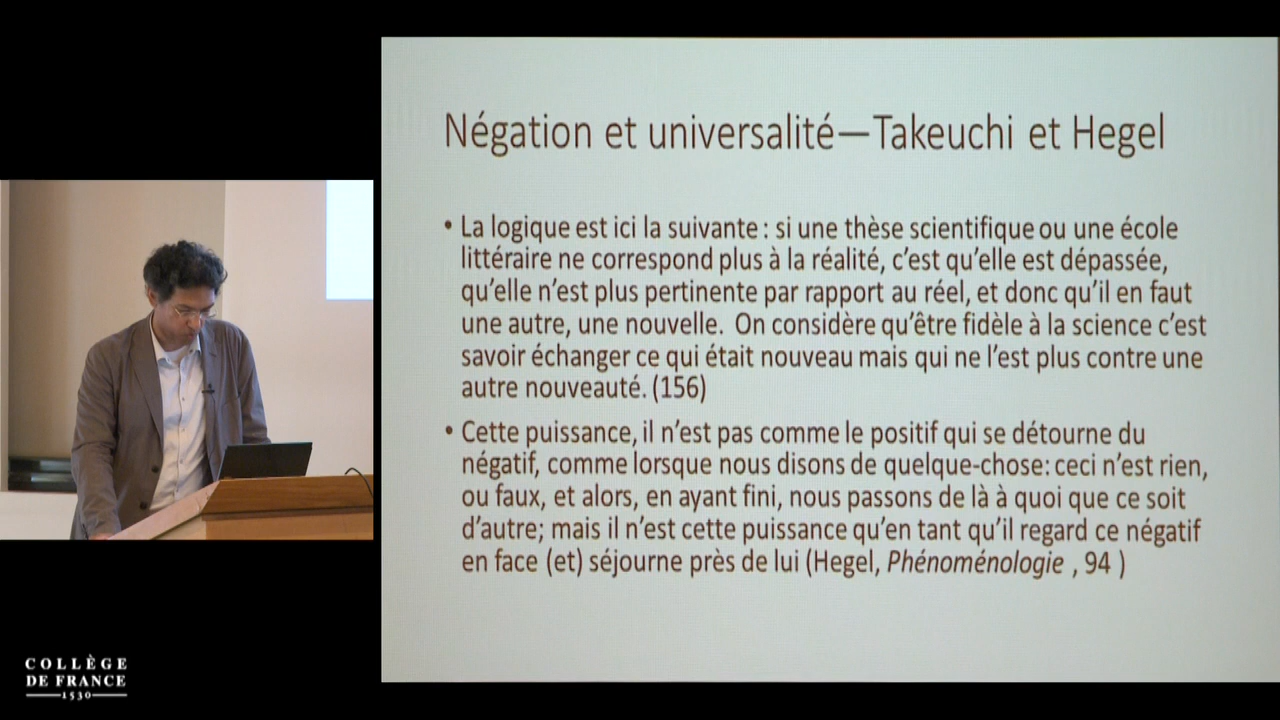 Négation et universalité—Takeuchi et Hegel
• La logique est ici la suivante : si une thèse scientifique ou une école
littéraire ne correspond plus à la réalité, c'est qu'elle est dépassée,
qu'elle n'est plus pertinente par rapport au réel, et donc qu'il en faut
une autre, une nouvelle. On considère qu'être fidèle à la science c'est
savoir échanger ce qui était nouveau mais qui ne l'est plus contre une
autre nouveauté. (156)
• Cette puissance, il n'est pas comme le positif qui se détourne du
négatif, comme lorsque nous disons de quelque-chose: ceci n'est rien,
ou faux, et alors, en ayant fini, nous passons de là à quoi que ce soit
d'autre; mais il n'est cette puissance qu'en tant qu'il regard ce négatif
en face (et) séjourne près de lui (Hegel, Phénoménologie , 94 )
COLLÈGE
DE FRANCE
1530